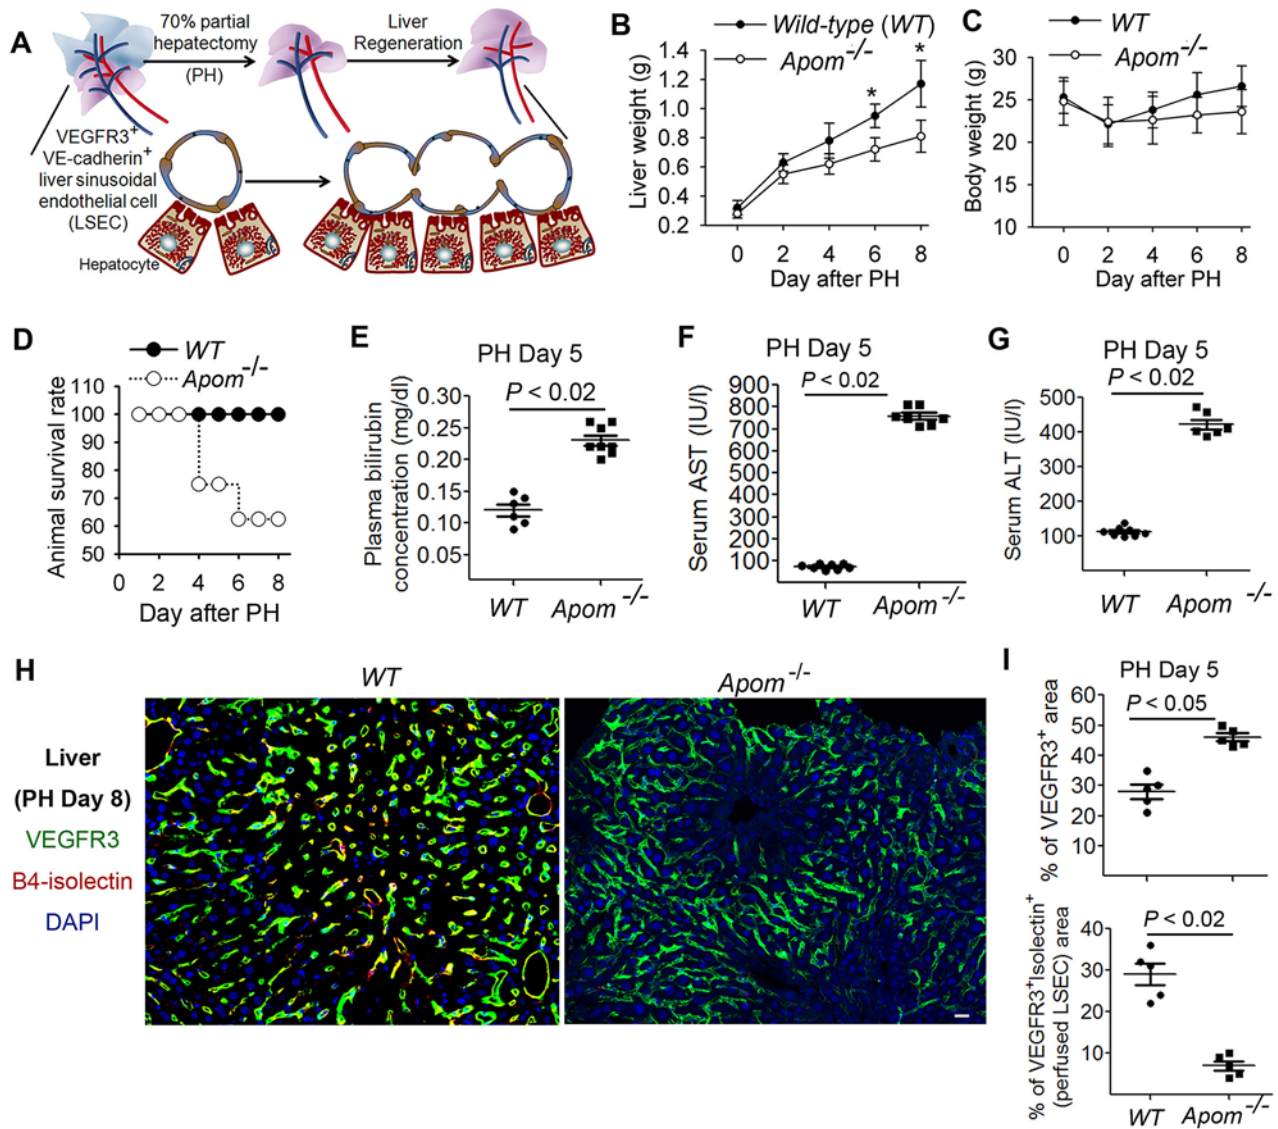 A
70% partial
hepatectomy
(PH)
Liver
Regeneration
VEGFR3+
VE-cadherin+
liver sinusoidal
endothelial cell
(LSEC)
Hepatocyte
B
Wild-type (WT)
Apom-/-
Liver weight (g)
1.4
1.2
1.0
0.8
0.6
0.4
0.2
*
*
0 2 4 6 8
Day after PH
C
WT
Apom-/-
Body weight (g)
30
25
20
15
10
0 2 4 6 8
Day after PH
D
WT
Apom-/-
Animal survival rate
110
100
90
80
70
60
50
0 2 4 6 8
Day after PH
E
PH Day 5
P < 0.02
Plasma bilirubin
concentration (mg/dl)
0.30
0.25
0.20
0.15
0.10
0.05
WT Apom-/-
F
PH Day 5
P < 0.02
Serum AST (IU/l)
900
800
700
600
500
400
300
200
100
WT Apom-/-
G
PH Day 5
P < 0.02
Serum ALT (IU/l)
500
400
300
200
100
WT Apom-/-
H
WT
Apom-/-
Liver
(PH Day 8)
VEGFR3
B4-isolectin
DAPI
I
PH Day 5
P < 0.05
% of VEGFR3+ area
60
50
40
30
20
10
P < 0.02
% of VEGFR3+Isolectin+
(perfused LSEC) area
40
30
20
10
WT Apom-/-